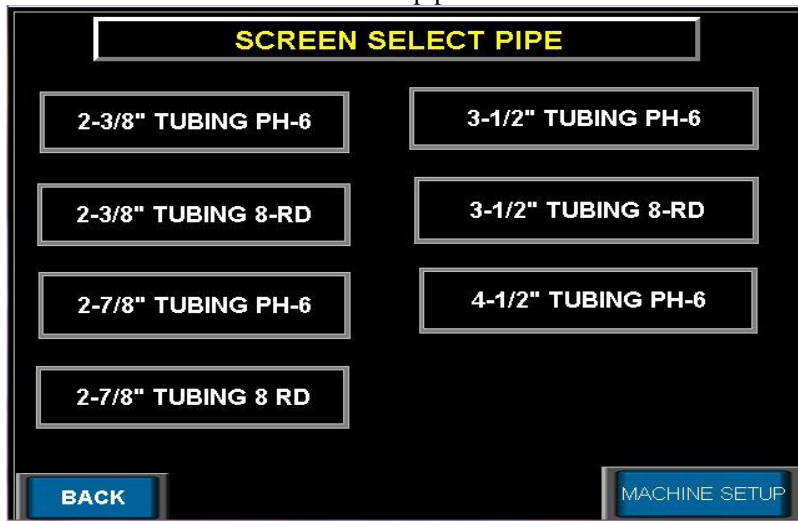 SCREEN SELECT PIPE
2-3/8" TUBING PH-6
3-1/2" TUBING PH-6
2-3/8" TUBING 8-RD
3-1/2" TUBING 8-RD
2-7/8" TUBING PH-6
4-1/2" TUBING PH-6
2-7/8" TUBING 8 RD
BACK
MACHINE SETUP